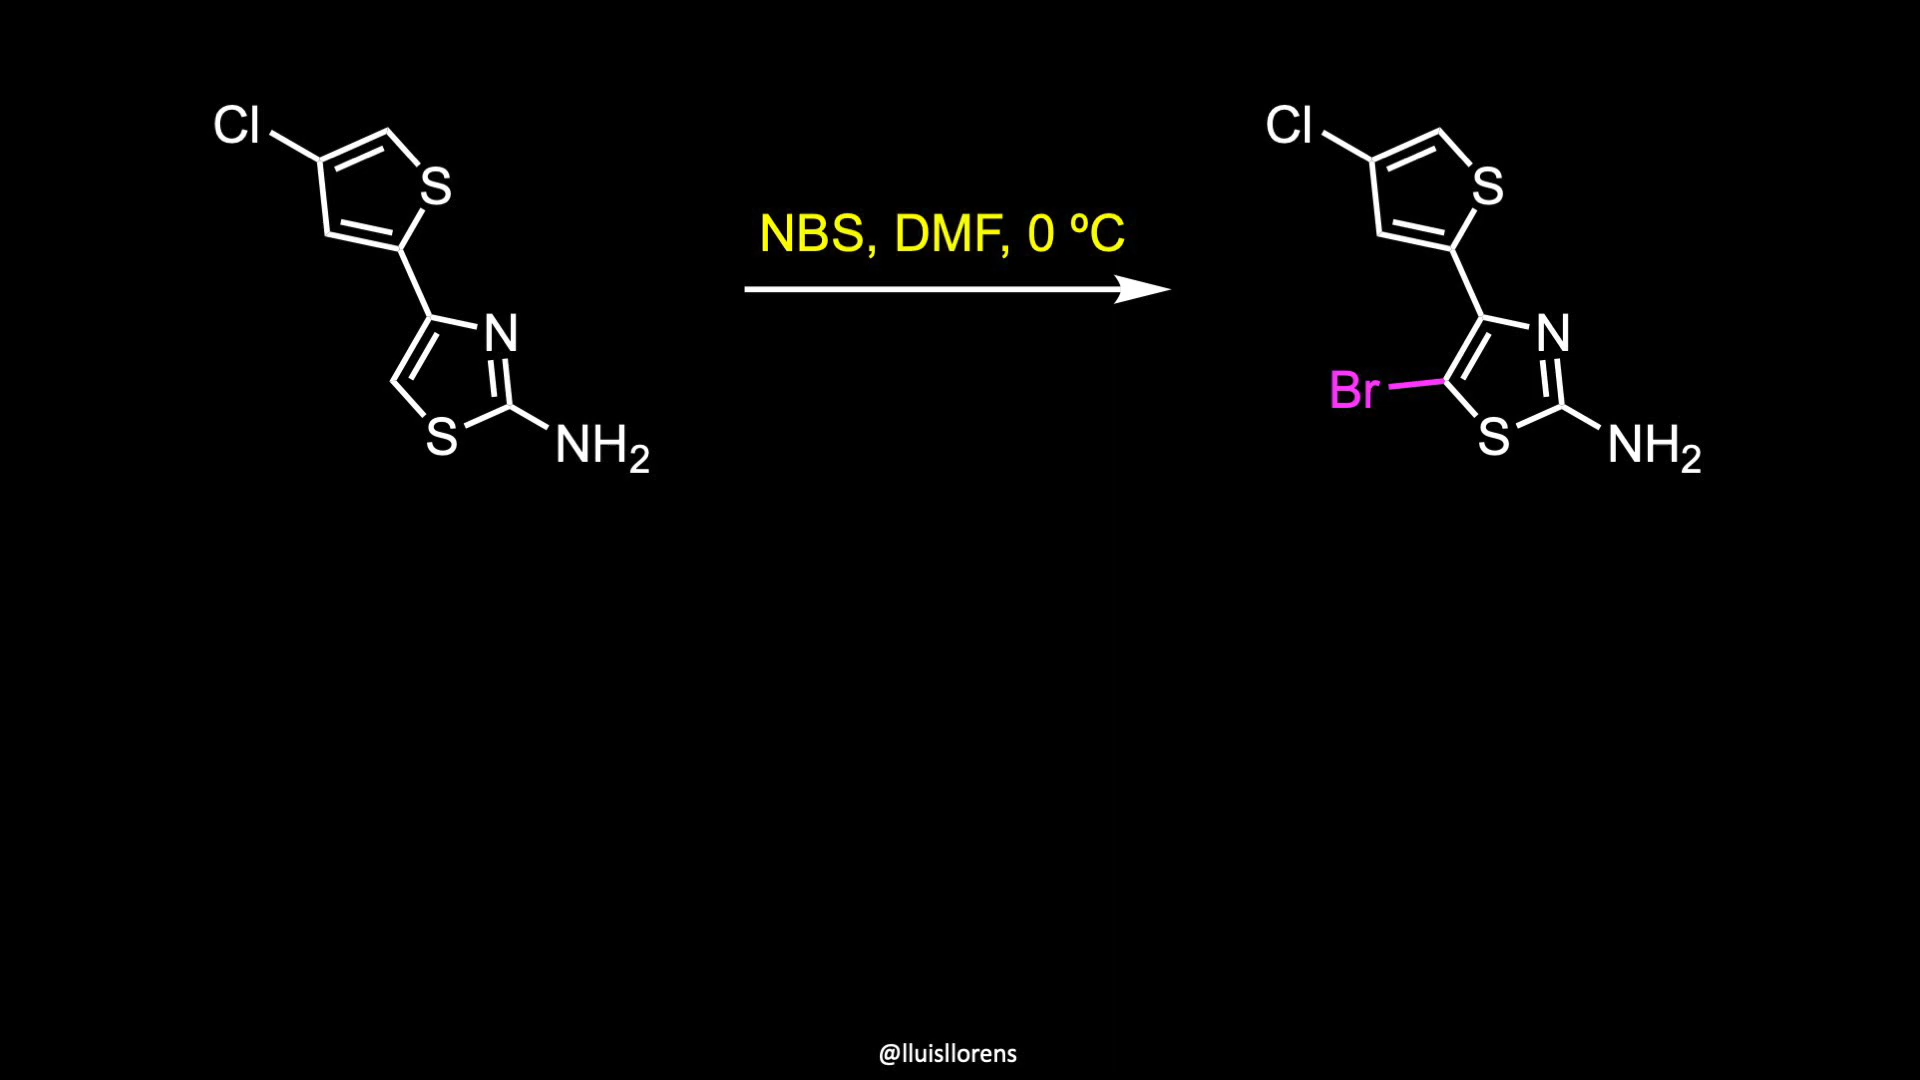 Cl
S
N
S
NH2
NBS, DMF, 0 ºC
Cl
S
N
Br
S
NH2
@lluisllorens